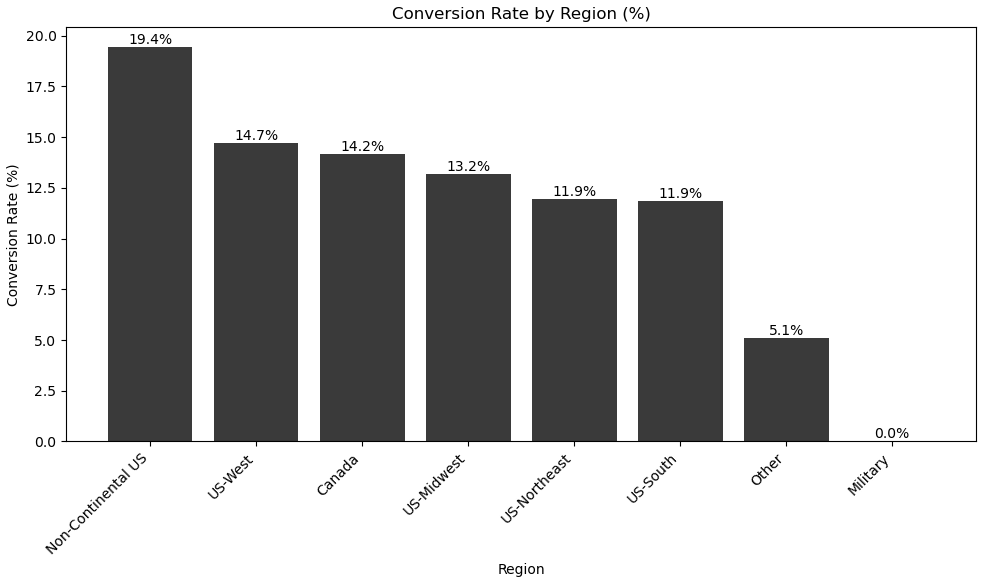 Conversion Rate by Region (%)
Conversion Rate (%)
20.0
17.5
15.0
12.5
10.0
7.5
5.0
2.5
0.0
19.4%
14.7%
14.2%
13.2%
11.9%
11.9%
5.1%
0.0%
Non-Continental US
US-West
Canada
US-Midwest
US-Northeast
US-South
Other
Military
Region